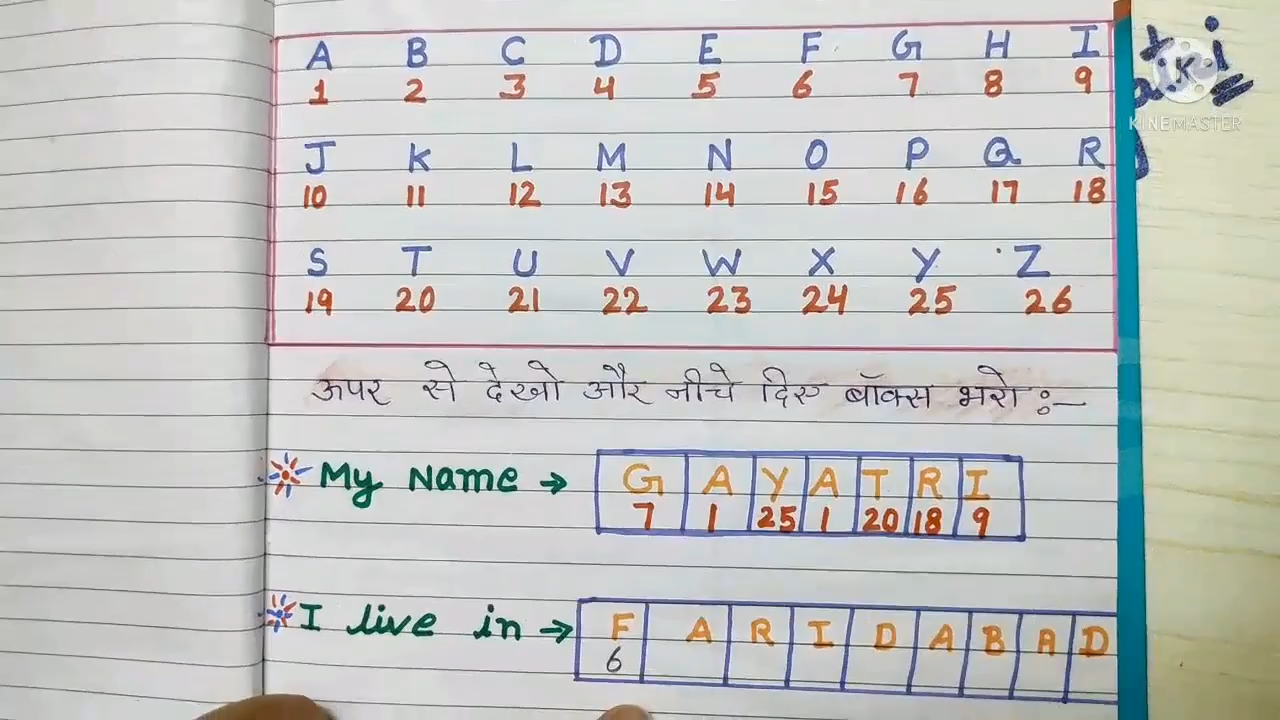 A B C D E F G H I
1 2 3 4 5 6 7 8 9
J K L M N O P Q R
10 11 12 13 14 15 16 17 18
S T U V W X Y Z
19 20 21 22 23 24 25 26
ऊपर से देखो और नीचे दिए बॉक्स भरो :-
My Name → G A Y A T R I
7 1 25 1 20 18 9
I live in → F A R I D A B A D
6
K
KINEMASTER